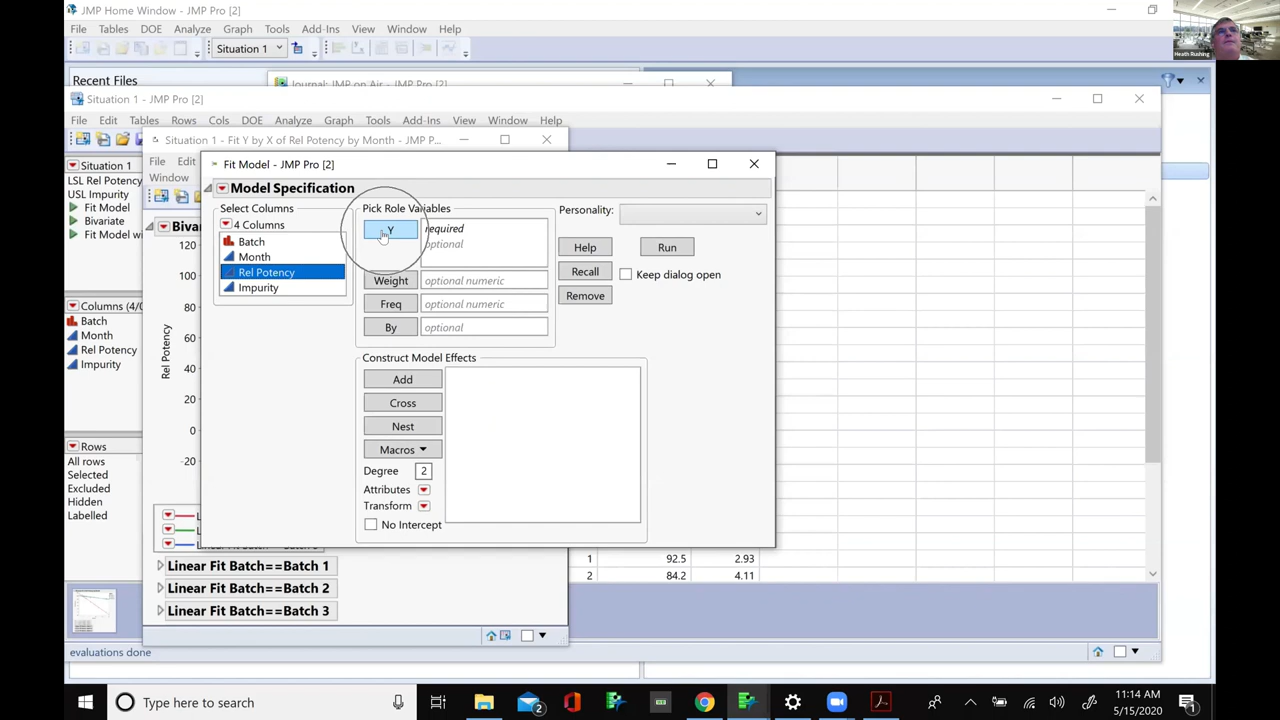 JMP Home Window - JMP Pro [2]
File Tables DOE Analyze Graph Tools Add-Ins View Window Help
Situation 1
Recent Files
Journal: JMP on Air - JMP Pro [2]
Situation 1 - JMP Pro [2]
File Edit Tables Rows Cols DOE Analyze Graph Tools Add-Ins View Window Help
Situation 1 - Fit Y by X of Rel Potency by Month - JMP P...
File Edit
Window
Situation 1
LSL Rel Potency
USL Impurity
Fit Model
Bivariate
Fit Model w
Columns (4/
Batch
Month
Rel Potency
Impurity
Rows
All rows
Selected
Excluded
Hidden
Labelled
Bivar
120
100
80
60
40
20
0
-20
Rel Potency
Fit Model - JMP Pro [2]
Model Specification
Select Columns
4 Columns
Batch
Month
Rel Potency
Impurity
Pick Role Variables
Y required
optional
Weight optional numeric
Freq optional numeric
By optional
Personality:
Help Run
Recall Keep dialog open
Remove
Construct Model Effects
Add
Cross
Nest
Macros
Degree 2
Attributes
Transform
No Intercept
Linear Fit Batch==Batch 1
Linear Fit Batch==Batch 2
Linear Fit Batch==Batch 3
1 92.5 2.93
2 84.2 4.11
evaluations done
Type here to search
2
11:14 AM
5/15/2020
1
Heath Rushing